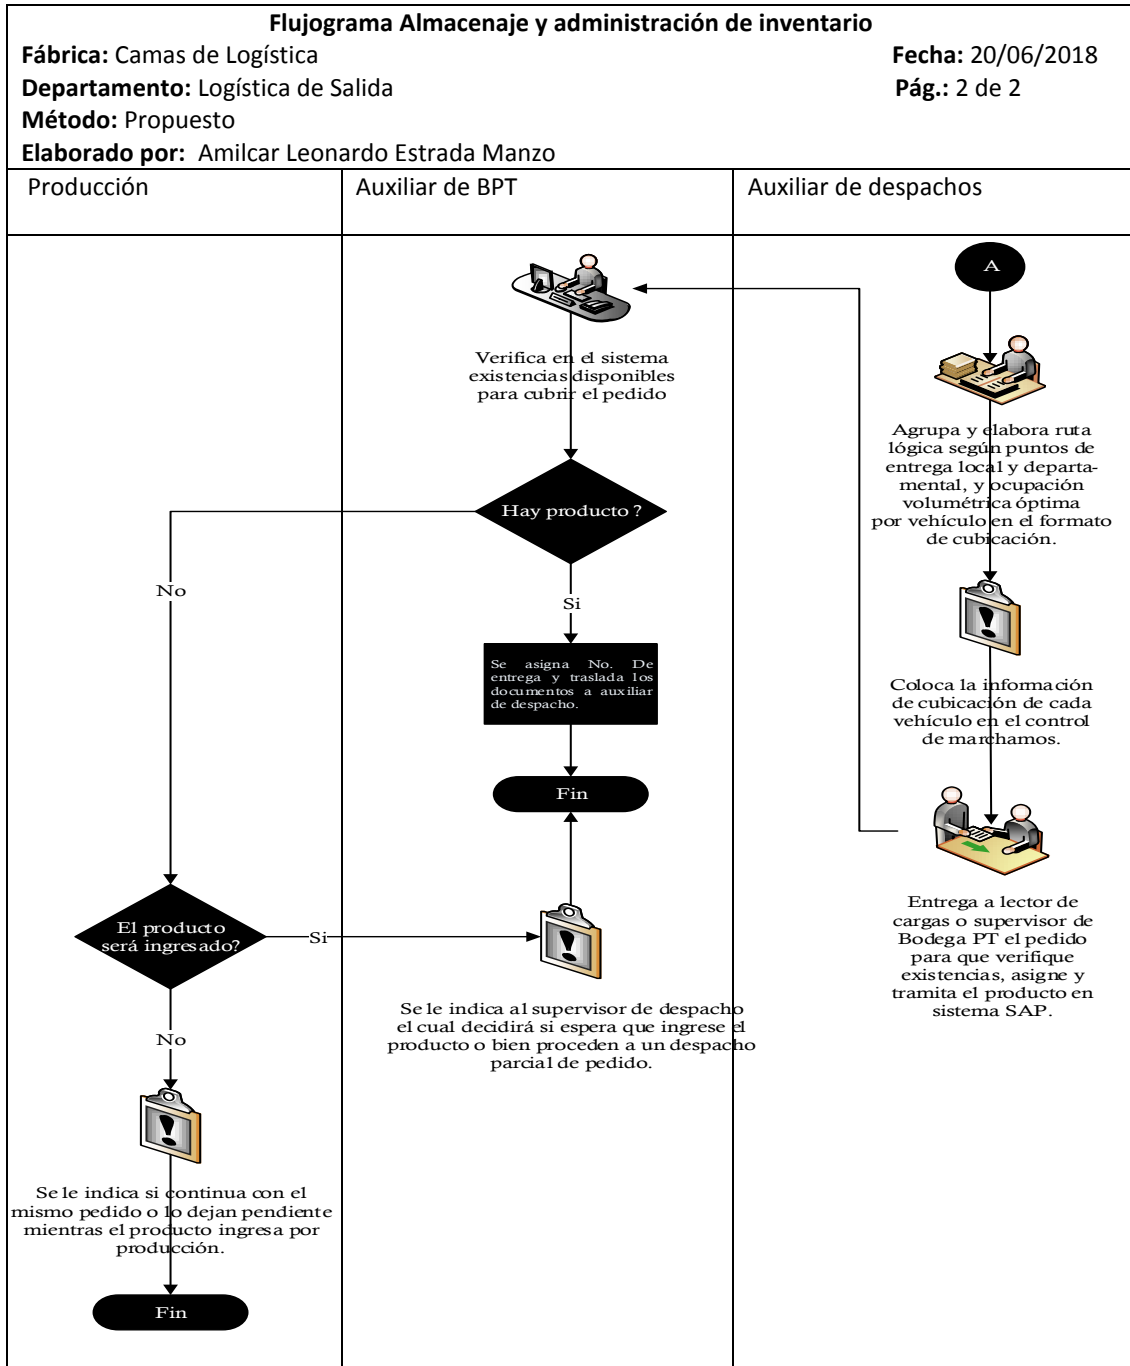 Flujograma Almacenaje y administración de inventario
Fábrica: Camas de Logística
Fecha: 20/06/2018
Departamento: Logística de Salida
Pág.: 2 de 2
Método: Propuesto
Elaborado por: Amilcar Leonardo Estrada Manzo
Producción
Auxiliar de BPT
Auxiliar de despachos
A
Agrupa y elabora ruta
lógica según puntos de
entrega local y departa-
mental, y ocupación
volumétrica óptima
por vehículo en el formato
de cubicación.
Coloca la información
de cubicación de cada
vehículo en el control
de marchamos.
Entrega a lector de
cargas o supervisor de
Bodega PT el pedido
para que verifique
existencias, asigne y
tramita el producto en
sistema SAP.
Verifica en el sistema
existencias disponibles
para cubrir el pedido
Hay producto ?
Si
Se asigna No. De
entrega y traslada los
documentos a auxiliar
de despacho.
Fin
No
El producto
será ingresado?
Si
Se le indica al supervisor de despacho
el cual decidirá si espera que ingrese el
producto o bien proceden a un despacho
parcial de pedido.
No
Se le indica si continua con el
mismo pedido o lo dejan pendiente
mientras el producto ingresa por
producción.
Fin